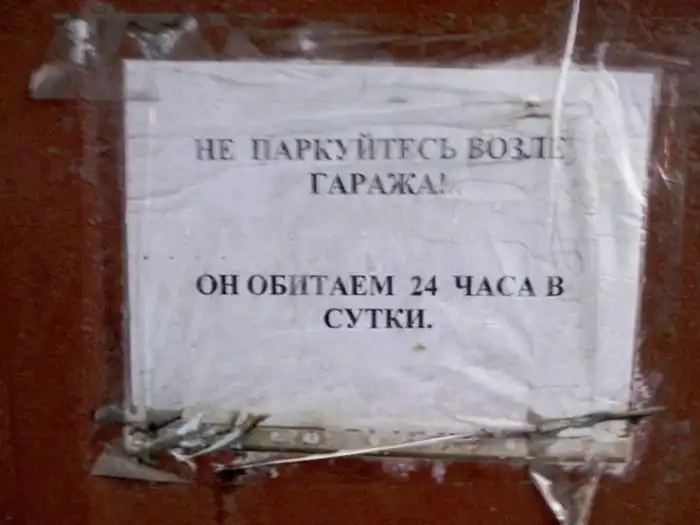 НЕ ПАРКУЙТЕСЬ ВОЗЛЕ
ГАРАЖА!
ОН ОБИТАЕМ 24 ЧАСА В
СУТКИ.